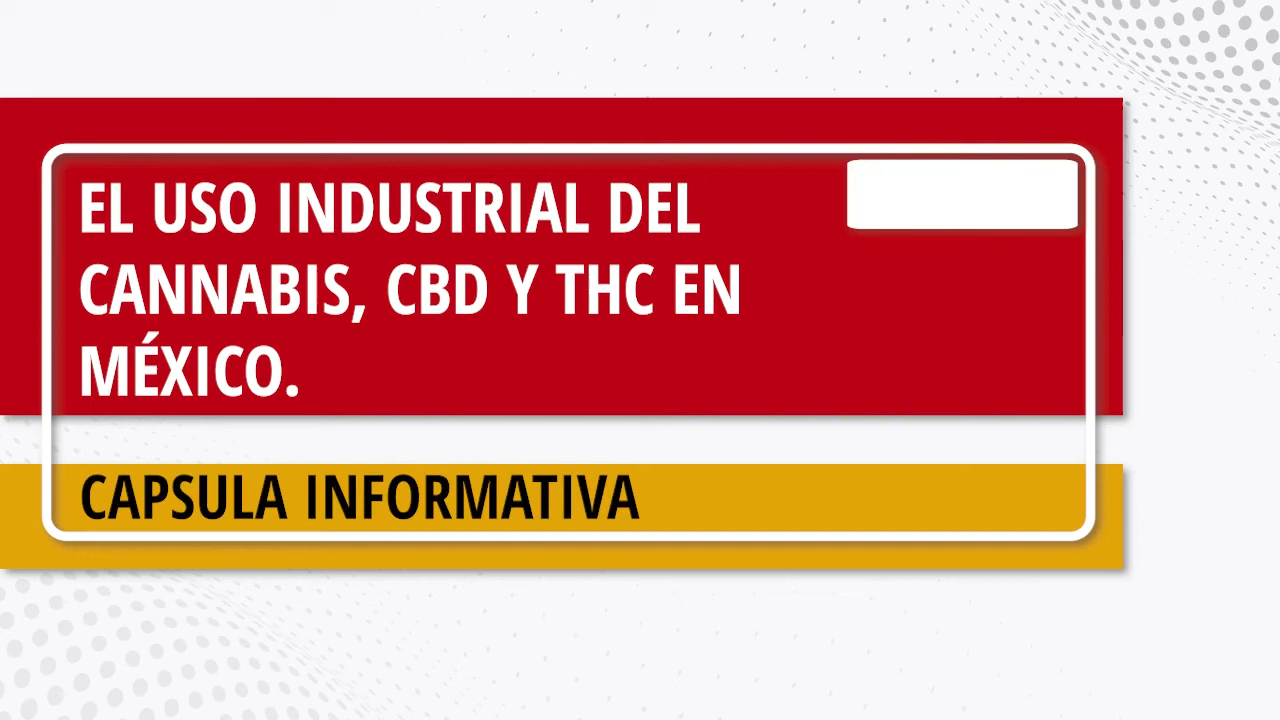 EL USO INDUSTRIAL DEL
CANNABIS, CBD Y THC EN
MÉXICO.
CAPSULA INFORMATIVA